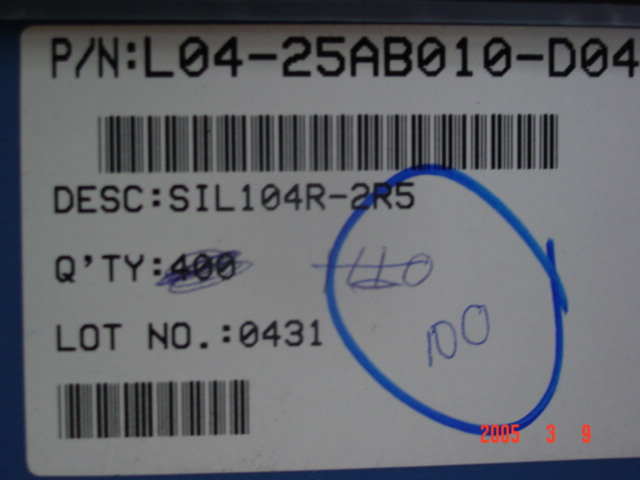 P/N:L04-25AB010-D04
DESC:SIL104R-2R5
Q'TY:400
LOT NO.:0431
100
2005 3 9